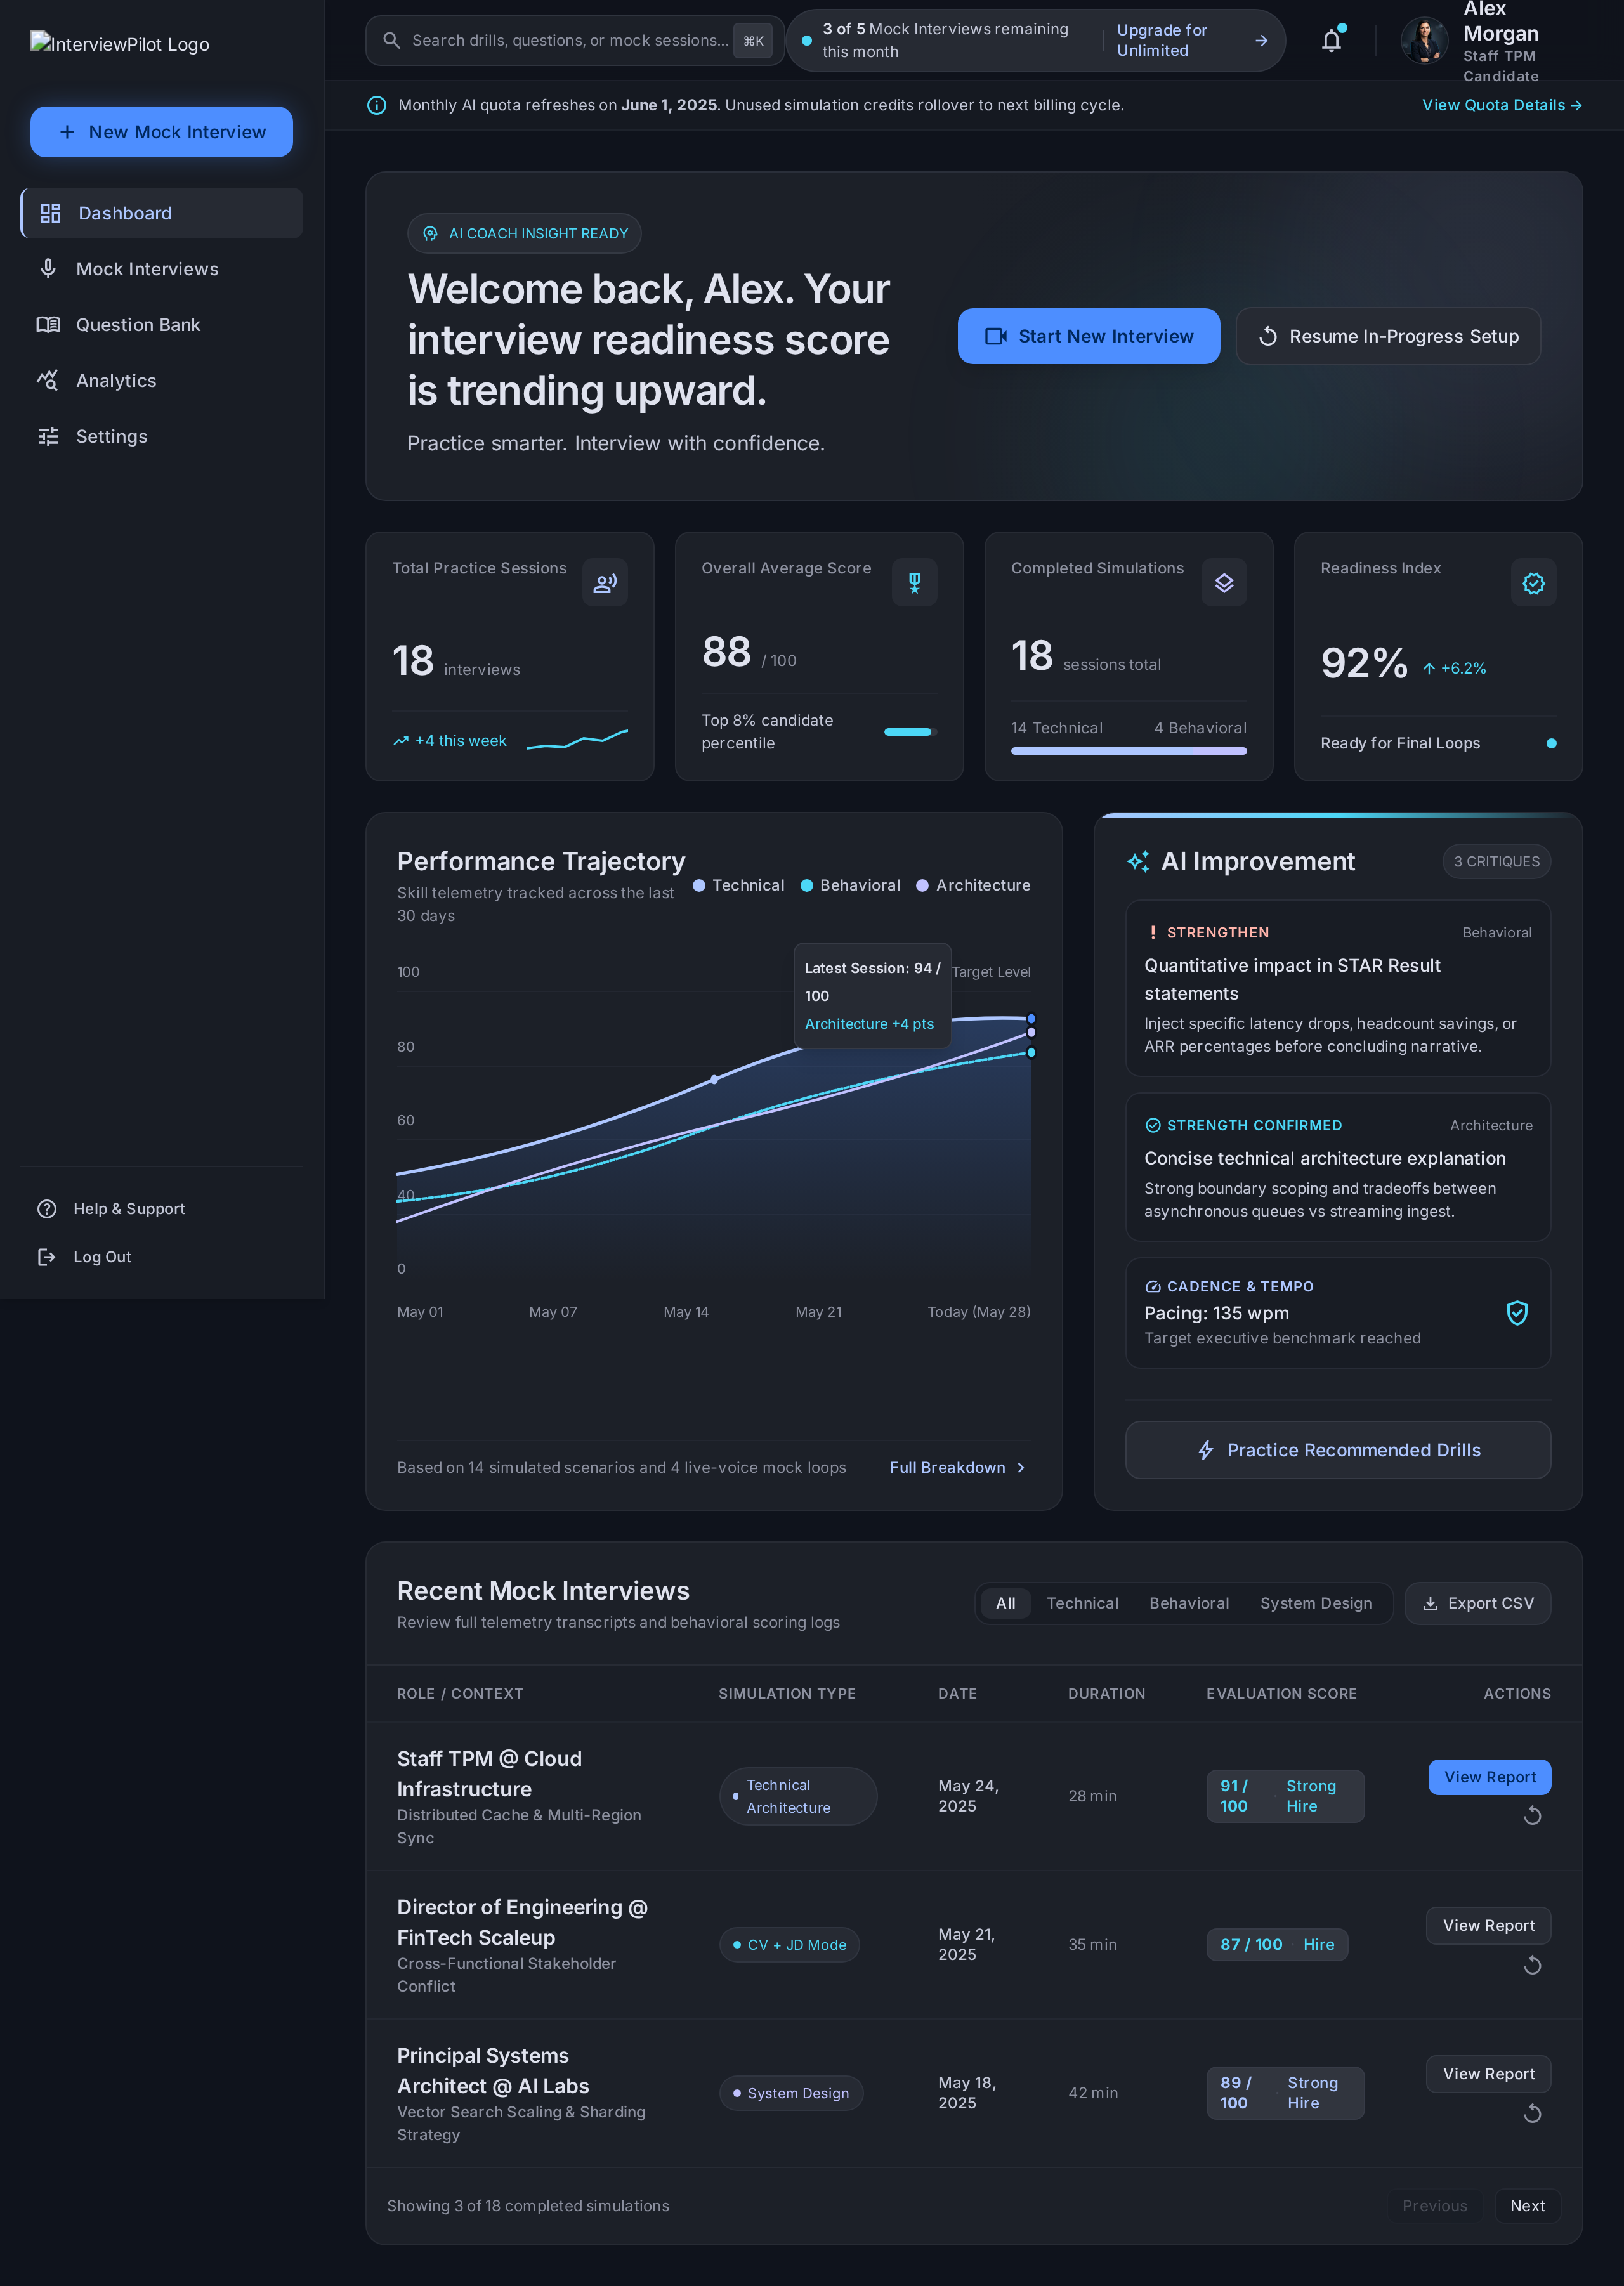 InterviewPilot Logo
New Mock Interview
Dashboard
Mock Interviews
Question Bank
Analytics
Settings
Help & Support
Log Out
Search drills, questions, or mock sessions...
⌘K
3 of 5 Mock Interviews remaining
this month
Upgrade for
Unlimited
Alex
Morgan
Staff TPM
Candidate
Monthly AI quota refreshes on June 1, 2025. Unused simulation credits rollover to next billing cycle.
View Quota Details →
AI COACH INSIGHT READY
Welcome back, Alex. Your
interview readiness score
is trending upward.
Practice smarter. Interview with confidence.
Start New Interview
Resume In-Progress Setup
Total Practice Sessions
18 interviews
+4 this week
Overall Average Score
88 / 100
Top 8% candidate
percentile
Completed Simulations
18 sessions total
14 Technical
4 Behavioral
Readiness Index
92%
+6.2%
Ready for Final Loops
Performance Trajectory
Skill telemetry tracked across the last
30 days
Technical
Behavioral
Architecture
Latest Session: 94 /
100
Architecture +4 pts
Target Level
100
80
60
40
0
May 01
May 07
May 14
May 21
Today (May 28)
Based on 14 simulated scenarios and 4 live-voice mock loops
Full Breakdown
AI Improvement
3 CRITIQUES
STRENGTHEN
Behavioral
Quantitative impact in STAR Result
statements
Inject specific latency drops, headcount savings, or
ARR percentages before concluding narrative.
STRENGTH CONFIRMED
Architecture
Concise technical architecture explanation
Strong boundary scoping and tradeoffs between
asynchronous queues vs streaming ingest.
CADENCE & TEMPO
Pacing: 135 wpm
Target executive benchmark reached
Practice Recommended Drills
Recent Mock Interviews
Review full telemetry transcripts and behavioral scoring logs
All
Technical
Behavioral
System Design
Export CSV
ROLE / CONTEXT
SIMULATION TYPE
DATE
DURATION
EVALUATION SCORE
ACTIONS
Staff TPM @ Cloud
Infrastructure
Distributed Cache & Multi-Region
Sync
Technical
Architecture
May 24,
2025
28 min
91 /
100
·
Strong
Hire
View Report
Director of Engineering @
FinTech Scaleup
Cross-Functional Stakeholder
Conflict
CV + JD Mode
May 21,
2025
35 min
87 / 100 · Hire
View Report
Principal Systems
Architect @ AI Labs
Vector Search Scaling & Sharding
Strategy
System Design
May 18,
2025
42 min
89 /
100
·
Strong
Hire
View Report
Showing 3 of 18 completed simulations
Previous
Next